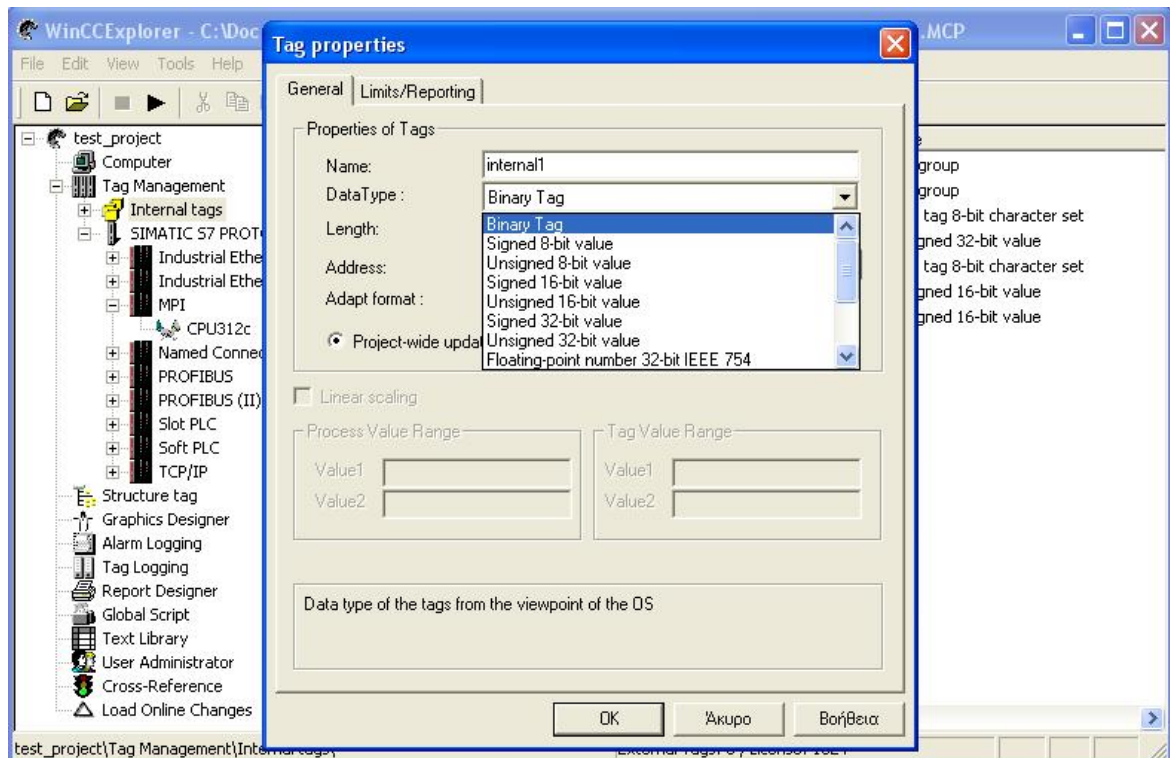 WinCCExplorer - C:\Doc
.MCP
File Edit View Tools Help
Tag properties
General
Limits/Reporting
Properties of Tags
Name:
internal1
DataType :
Binary Tag
Length:
Address:
Adapt format :
Project-wide updat
Binary Tag
Signed 8-bit value
Unsigned 8-bit value
Signed 16-bit value
Unsigned 16-bit value
Signed 32-bit value
Unsigned 32-bit value
Floating-point number 32-bit IEEE 754
Linear scaling
Process Value Range
Value1
Value2
Tag Value Range
Value1
Value2
Data type of the tags from the viewpoint of the OS
OK
Άκυρο
Βοήθεια
test_project
Computer
Tag Management
Internal tags
SIMATIC S7 PROT
Industrial Ethe
Industrial Ethe
MPI
CPU312c
Named Connec
PROFIBUS
PROFIBUS (II)
Slot PLC
Soft PLC
TCP/IP
Structure tag
Graphics Designer
Alarm Logging
Tag Logging
Report Designer
Global Script
Text Library
User Administrator
Cross-Reference
Load Online Changes
group
group
tag 8-bit character set
gned 32-bit value
tag 8-bit character set
gned 16-bit value
gned 16-bit value
test_project\Tag Management\Internal tags\